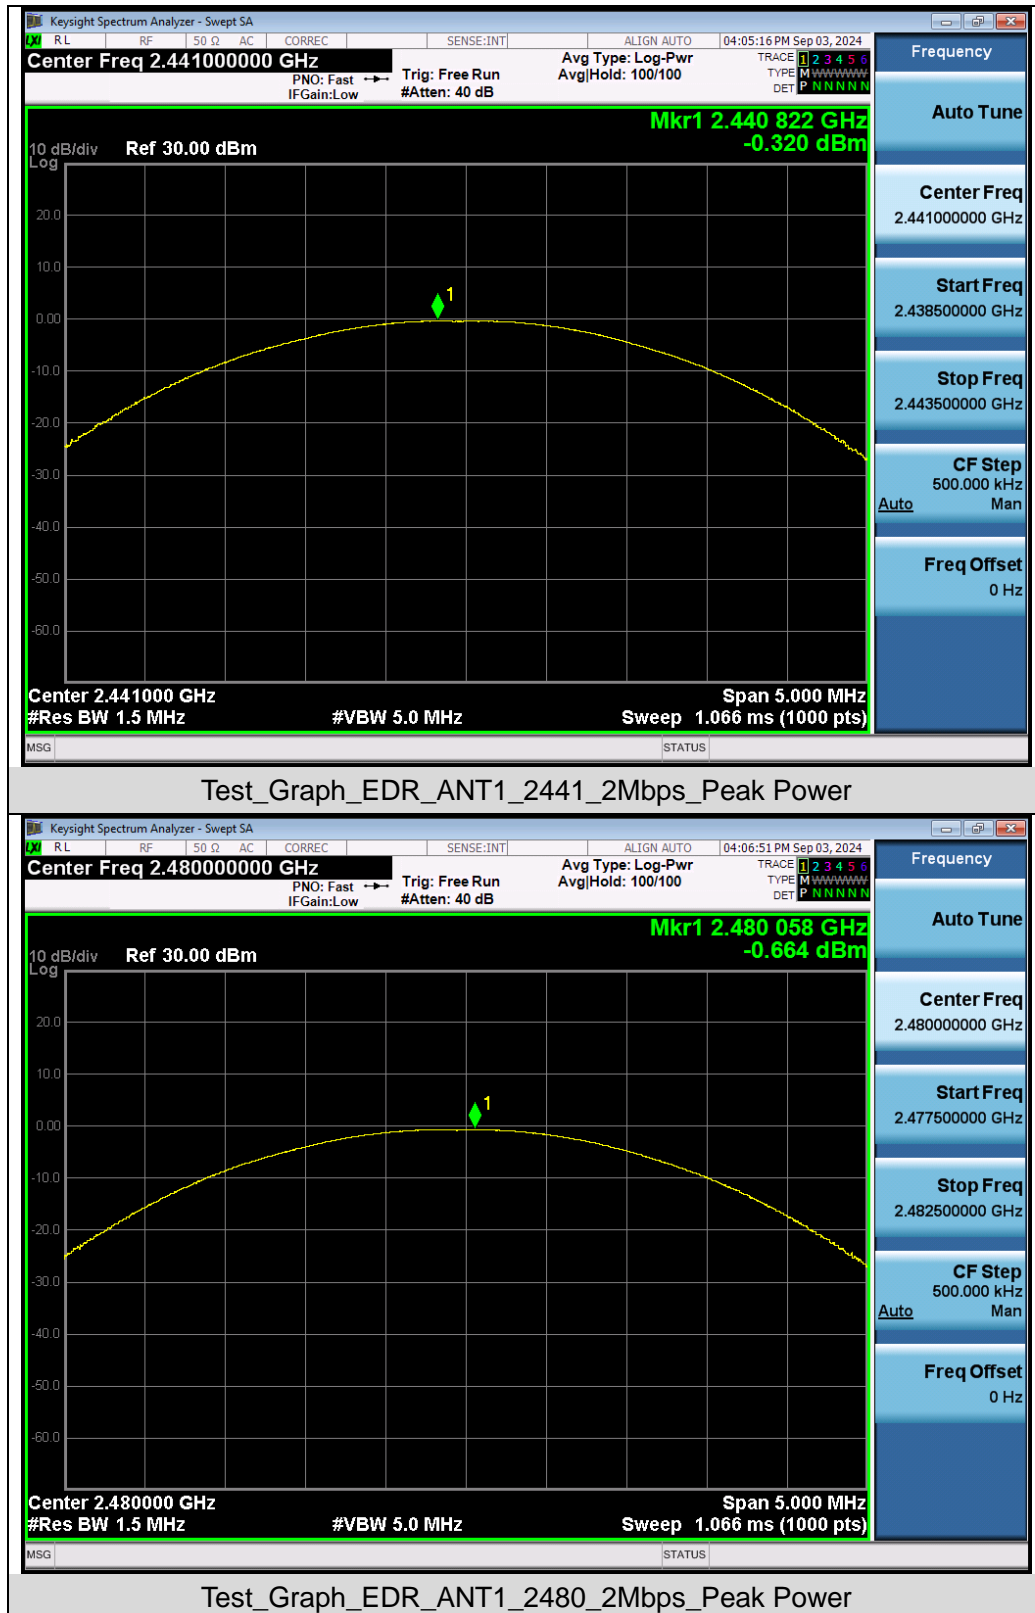 Keysight Spectrum Analyzer - Swept SA
LXI RL RF 50 Ω AC CORREC SENSE:INT ALIGN AUTO 04:05:16 PM Sep 03, 2024
Center Freq 2.441000000 GHz
PNO: Fast
IFGain:Low
Trig: Free Run
#Atten: 40 dB
Avg Type: Log-Pwr
Avg|Hold: 100/100
TRACE 1 2 3 4 5 6
TYPE M W W W W W
DET P N N N N N
Mkr1 2.440 822 GHz
-0.320 dBm
10 dB/div Ref 30.00 dBm
Log
20.0
10.0
0.00
-10.0
-20.0
-30.0
-40.0
-50.0
-60.0
1
Center 2.441000 GHz Span 5.000 MHz
#Res BW 1.5 MHz #VBW 5.0 MHz Sweep 1.066 ms (1000 pts)
MSG STATUS
Frequency
Auto Tune
Center Freq
2.441000000 GHz
Start Freq
2.438500000 GHz
Stop Freq
2.443500000 GHz
CF Step
500.000 kHz
Auto Man
Freq Offset
0 Hz
Test_Graph_EDR_ANT1_2441_2Mbps_Peak Power
Keysight Spectrum Analyzer - Swept SA
LXI RL RF 50 Ω AC CORREC SENSE:INT ALIGN AUTO 04:06:51 PM Sep 03, 2024
Center Freq 2.480000000 GHz
PNO: Fast
IFGain:Low
Trig: Free Run
#Atten: 40 dB
Avg Type: Log-Pwr
Avg|Hold: 100/100
TRACE 1 2 3 4 5 6
TYPE M W W W W W
DET P N N N N N
Mkr1 2.480 058 GHz
-0.664 dBm
10 dB/div Ref 30.00 dBm
Log
20.0
10.0
0.00
-10.0
-20.0
-30.0
-40.0
-50.0
-60.0
1
Center 2.480000 GHz Span 5.000 MHz
#Res BW 1.5 MHz #VBW 5.0 MHz Sweep 1.066 ms (1000 pts)
MSG STATUS
Frequency
Auto Tune
Center Freq
2.480000000 GHz
Start Freq
2.477500000 GHz
Stop Freq
2.482500000 GHz
CF Step
500.000 kHz
Auto Man
Freq Offset
0 Hz
Test_Graph_EDR_ANT1_2480_2Mbps_Peak Power